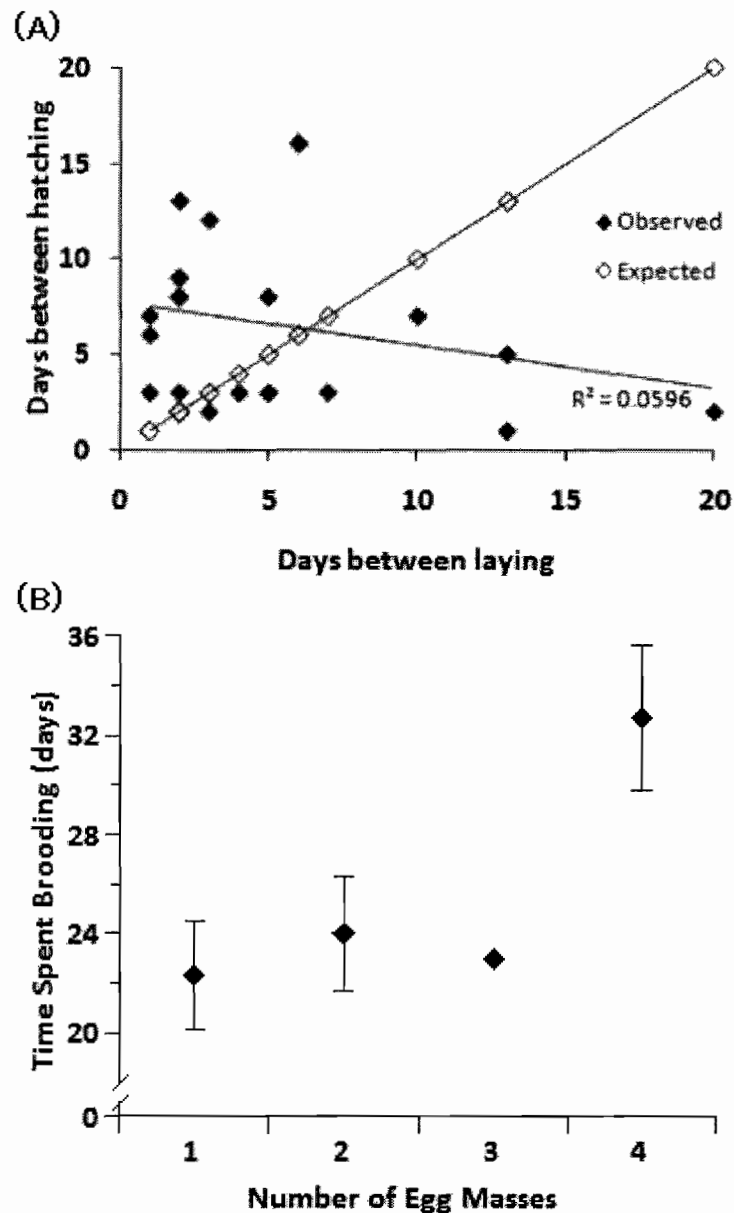 (A)
Days between hatching
20
15
10
5
0
◆ Observed
◇ Expected
R² = 0.0596
0 5 10 15 20
Days between laying
(B)
Time Spent Brooding (days)
36
32
28
24
20
0
1 2 3 4
Number of Egg Masses